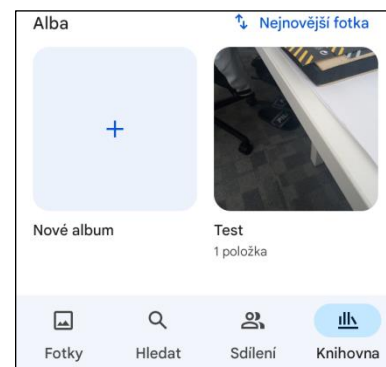 Alba
Nejnovější fotka
Nové album
Test
1 položka
Fotky
Hledat
Sdílení
Knihovna